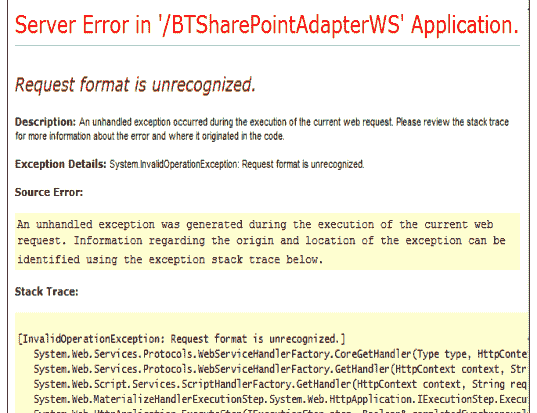 Server Error in '/BTSharePointAdapterWS' Application.
Request format is unrecognized.
Description: An unhandled exception occurred during the execution of the current web request. Please review the stack trace
for more information about the error and where it originated in the code.
Exception Details: System.InvalidOperationException: Request format is unrecognized.
Source Error:
An unhandled exception was generated during the execution of the current web
request. Information regarding the origin and location of the exception can be
identified using the exception stack trace below.
Stack Trace:
[InvalidOperationException: Request format is unrecognized.]
System.Web.Services.Protocols.WebServiceHandlerFactory.CoreGetHandler(Type type, HttpConte
System.Web.Services.Protocols.WebServiceHandlerFactory.GetHandler(HttpContext context, Str
System.Web.Script.Services.ScriptHandlerFactory.GetHandler(HttpContext context, String req
System.Web.MaterializeHandlerExecutionStep.System.Web.HttpApplication.IExecutionStep.Execu